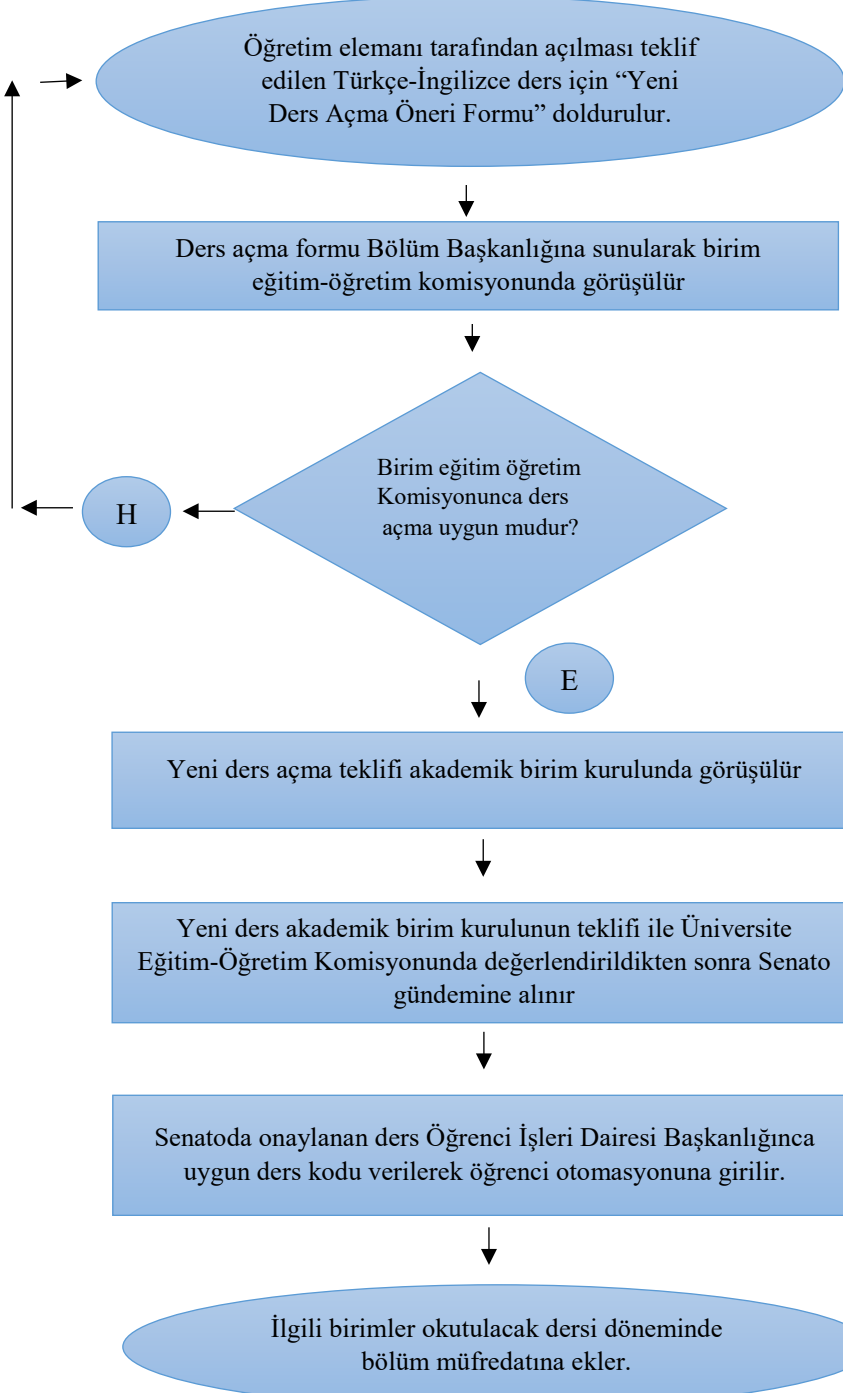 Öğretim elemanı tarafından açılması teklif
edilen Türkçe-İngilizce ders için “Yeni
Ders Açma Öneri Formu” doldurulur.
Ders açma formu Bölüm Başkanlığına sunularak birim
eğitim-öğretim komisyonunda görüşülür
Birim eğitim öğretim
Komisyonunca ders
açma uygun mudur?
H
E
Yeni ders açma teklifi akademik birim kurulunda görüşülür
Yeni ders akademik birim kurulunun teklifi ile Üniversite
Eğitim-Öğretim Komisyonunda değerlendirildikten sonra Senato
gündemine alınır
Senatoda onaylanan ders Öğrenci İşleri Dairesi Başkanlığınca
uygun ders kodu verilerek öğrenci otomasyonuna girilir.
İlgili birimler okutulacak dersi döneminde
bölüm müfredatına ekler.